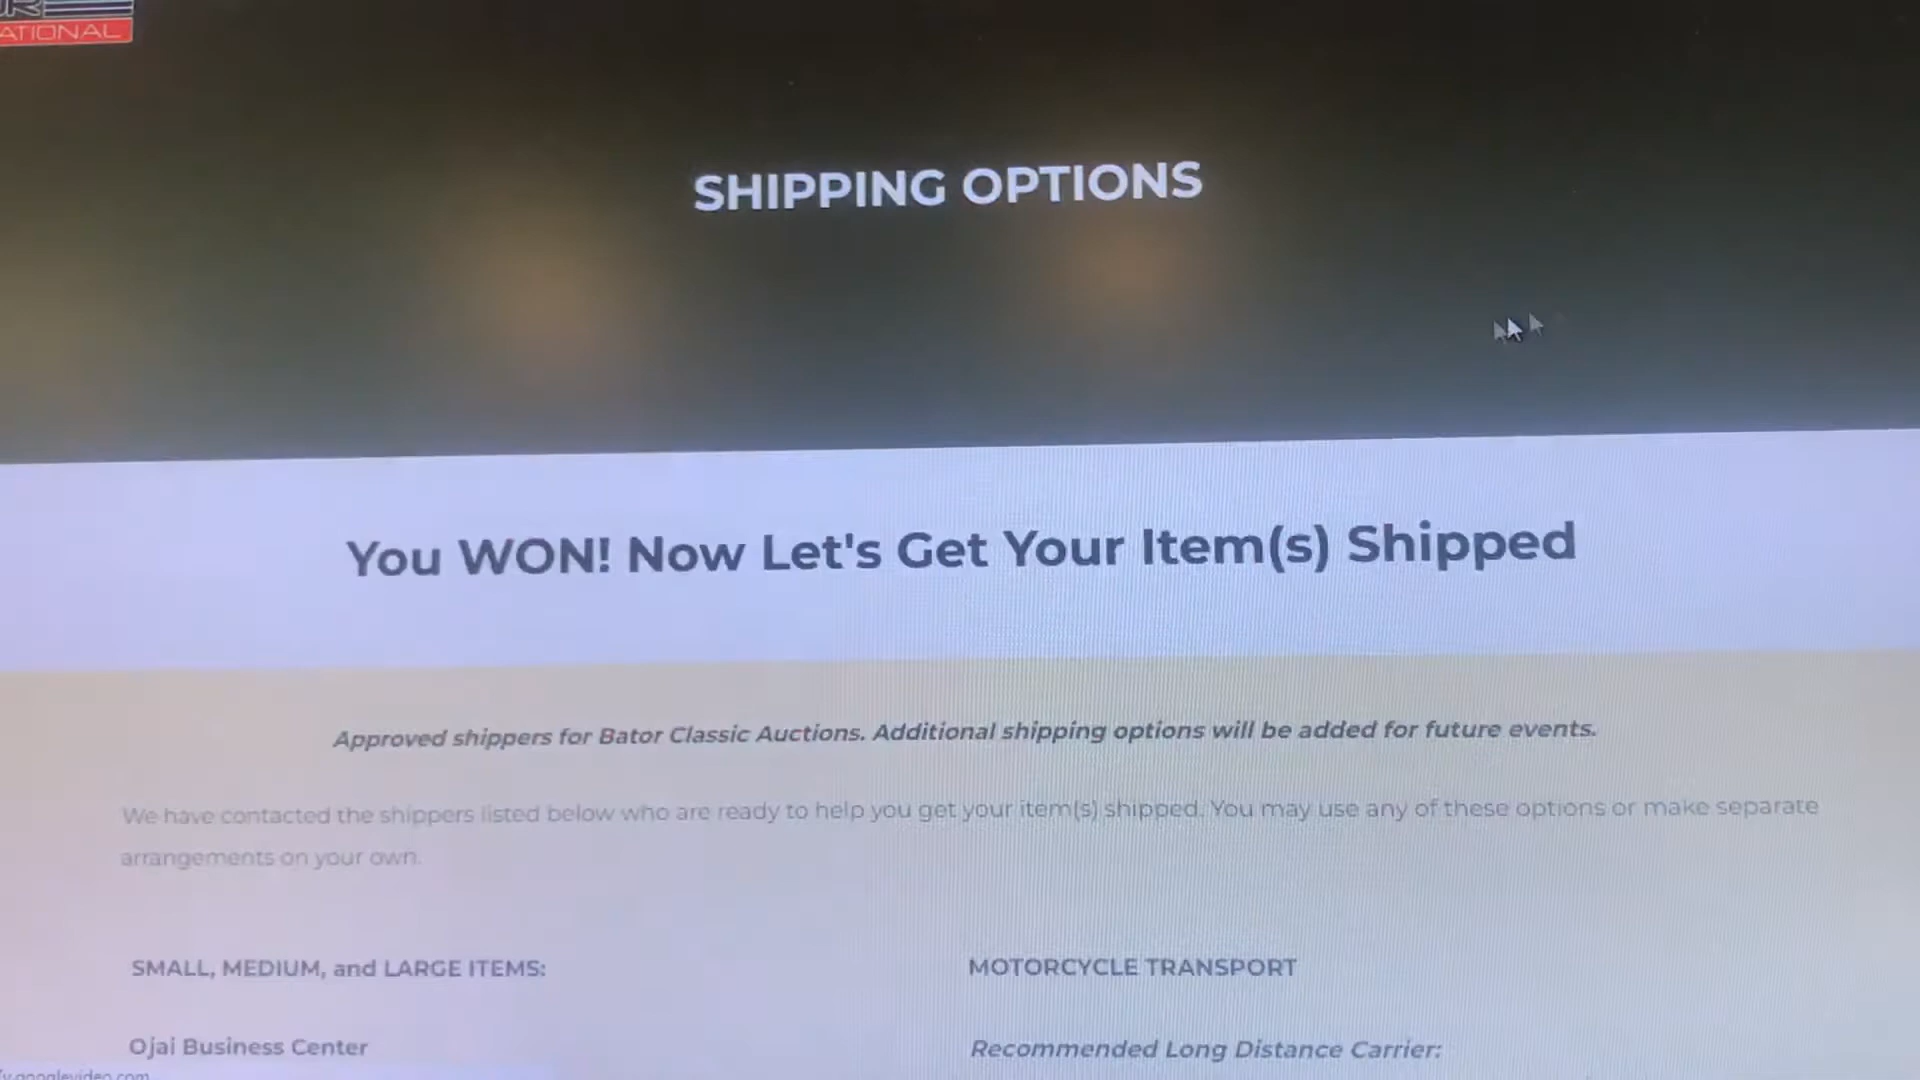 ATIONAL
SHIPPING OPTIONS
You WON! Now Let's Get Your Item(s) Shipped
Approved shippers for Bator Classic Auctions. Additional shipping options will be added for future events.
We have contacted the shippers listed below who are ready to help you get your item(s) shipped. You may use any of these options or make separate
arrangements on your own.
SMALL, MEDIUM, and LARGE ITEMS:
MOTORCYCLE TRANSPORT
Ojai Business Center
Recommended Long Distance Carrier: